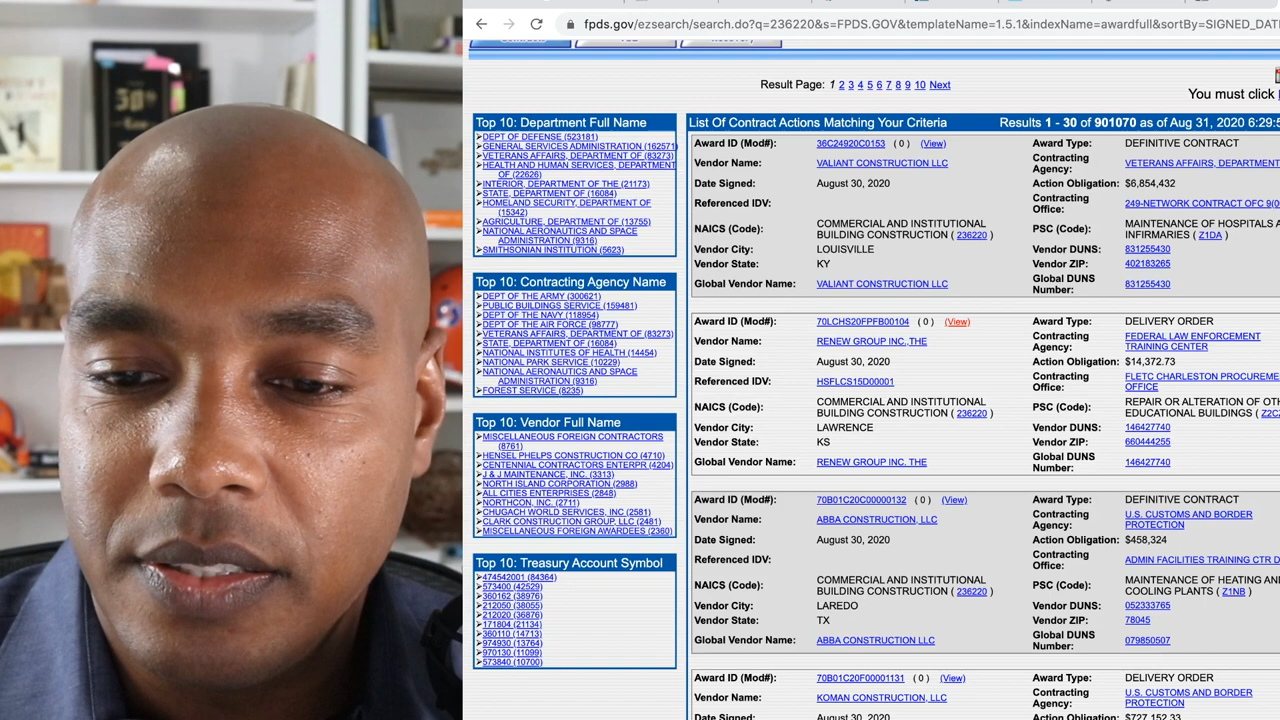 fpds.gov/ezsearch/search.do?q=236220&s=FPDS.GOV&templateName=1.5.1&indexName=awardfull&sortBy=SIGNED_DAT
Result Page: 1 2 3 4 5 6 7 8 9 10 Next
You must click
Top 10: Department Full Name
DEPT OF DEFENSE (523181)
GENERAL SERVICES ADMINISTRATION (162571)
VETERANS AFFAIRS, DEPARTMENT OF (83273)
HEALTH AND HUMAN SERVICES, DEPARTMENT
OF (22626)
INTERIOR, DEPARTMENT OF THE (21173)
STATE, DEPARTMENT OF (16084)
HOMELAND SECURITY, DEPARTMENT OF
(15342)
AGRICULTURE, DEPARTMENT OF (13755)
NATIONAL AERONAUTICS AND SPACE
ADMINISTRATION (9316)
SMITHSONIAN INSTITUTION (5623)
Top 10: Contracting Agency Name
DEPT OF THE ARMY (300621)
PUBLIC BUILDINGS SERVICE (159481)
DEPT OF THE NAVY (118954)
DEPT OF THE AIR FORCE (98777)
VETERANS AFFAIRS, DEPARTMENT OF (83273)
STATE, DEPARTMENT OF (16084)
NATIONAL INSTITUTES OF HEALTH (14454)
NATIONAL PARK SERVICE (10229)
NATIONAL AERONAUTICS AND SPACE
ADMINISTRATION (9316)
FOREST SERVICE (8235)
Top 10: Vendor Full Name
MISCELLANEOUS FOREIGN CONTRACTORS
(8761)
HENSEL PHELPS CONSTRUCTION CO (4710)
CENTENNIAL CONTRACTORS ENTERPR (4204)
J & J MAINTENANCE, INC. (3313)
NORTH ISLAND CORPORATION (2988)
ALL CITIES ENTERPRISES (2848)
NORTHCON, INC. (2711)
CHUGACH WORLD SERVICES, INC (2581)
CLARK CONSTRUCTION GROUP, LLC (2481)
MISCELLANEOUS FOREIGN AWARDEES (2360)
Top 10: Treasury Account Symbol
474542001 (84364)
573400 (42529)
360162 (38976)
212050 (38055)
212020 (36876)
171804 (21134)
360110 (14713)
974930 (13764)
970130 (11099)
573840 (10700)
List Of Contract Actions Matching Your Criteria Results 1 - 30 of 901070 as of Aug 31, 2020 6:29:5
Award ID (Mod#): 36C24920C0153 ( 0 ) (View) Award Type: DEFINITIVE CONTRACT
Vendor Name: VALIANT CONSTRUCTION LLC Contracting Agency: VETERANS AFFAIRS, DEPARTMENT
Date Signed: August 30, 2020 Action Obligation: $6,854,432
Referenced IDV: Contracting Office: 249-NETWORK CONTRACT OFC 9(0
NAICS (Code): COMMERCIAL AND INSTITUTIONAL BUILDING CONSTRUCTION ( 236220 ) PSC (Code): MAINTENANCE OF HOSPITALS A INFIRMARIES ( Z1DA )
Vendor City: LOUISVILLE Vendor DUNS: 831255430
Vendor State: KY Vendor ZIP: 402183265
Global Vendor Name: VALIANT CONSTRUCTION LLC Global DUNS Number: 831255430
Award ID (Mod#): 70LCHS20FPFB00104 ( 0 ) (View) Award Type: DELIVERY ORDER
Vendor Name: RENEW GROUP INC.,THE Contracting Agency: FEDERAL LAW ENFORCEMENT TRAINING CENTER
Date Signed: August 30, 2020 Action Obligation: $14,372.73
Referenced IDV: HSFLCS15D00001 Contracting Office: FLETC CHARLESTON PROCUREME OFFICE
NAICS (Code): COMMERCIAL AND INSTITUTIONAL BUILDING CONSTRUCTION ( 236220 ) PSC (Code): REPAIR OR ALTERATION OF OTH EDUCATIONAL BUILDINGS ( Z2C
Vendor City: LAWRENCE Vendor DUNS: 146427740
Vendor State: KS Vendor ZIP: 660444255
Global Vendor Name: RENEW GROUP INC. THE Global DUNS Number: 146427740
Award ID (Mod#): 70B01C20C00000132 ( 0 ) (View) Award Type: DEFINITIVE CONTRACT
Vendor Name: ABBA CONSTRUCTION, LLC Contracting Agency: U.S. CUSTOMS AND BORDER PROTECTION
Date Signed: August 30, 2020 Action Obligation: $458,324
Referenced IDV: Contracting Office: ADMIN FACILITIES TRAINING CTR D
NAICS (Code): COMMERCIAL AND INSTITUTIONAL BUILDING CONSTRUCTION ( 236220 ) PSC (Code): MAINTENANCE OF HEATING AN COOLING PLANTS ( Z1NB )
Vendor City: LAREDO Vendor DUNS: 052333765
Vendor State: TX Vendor ZIP: 78045
Global Vendor Name: ABBA CONSTRUCTION LLC Global DUNS Number: 079850507
Award ID (Mod#): 70B01C20F00001131 ( 0 ) (View) Award Type: DELIVERY ORDER
Vendor Name: KOMAN CONSTRUCTION, LLC Contracting Agency: U.S. CUSTOMS AND BORDER PROTECTION
Date Signed: August 30, 2020 Action Obligation: $727,152.33